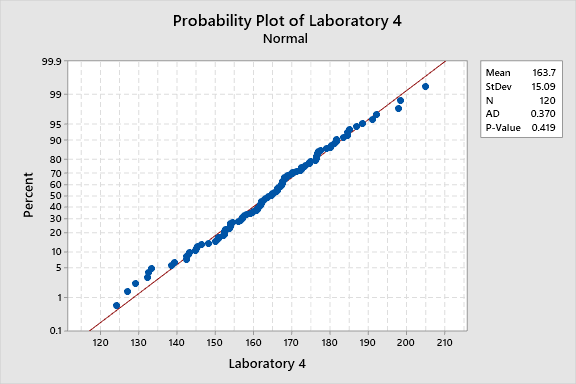 Probability Plot of Laboratory 4
Normal
99.9
99
95
90
80
70
60
50
40
30
20
10
5
1
0.1
Percent
120 130 140 150 160 170 180 190 200 210
Laboratory 4
Mean 163.7
StDev 15.09
N 120
AD 0.370
P-Value 0.419